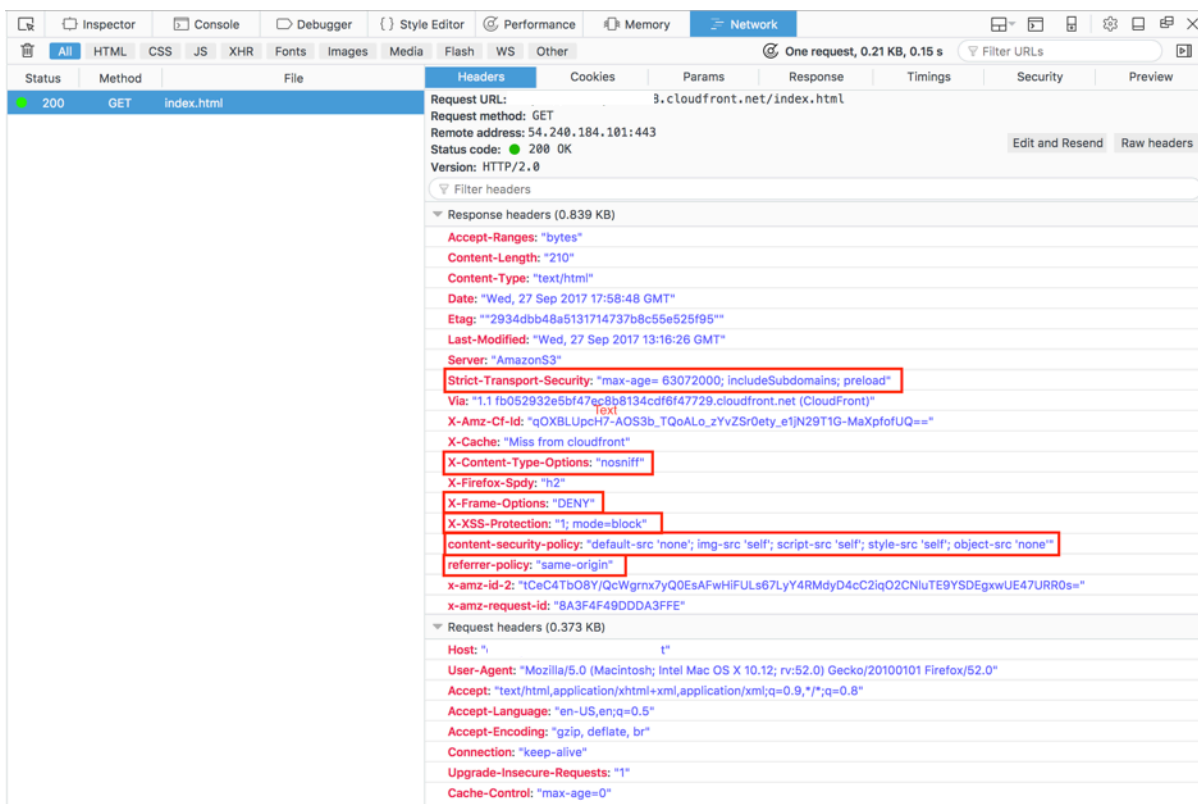 Inspector Console Debugger { } Style Editor Performance Memory Network
All HTML CSS JS XHR Fonts Images Media Flash WS Other One request, 0.21 KB, 0.15 s Filter URLs
Status Method File Headers Cookies Params Response Timings Security Preview
200 GET index.html
Request URL: 3.cloudfront.net/index.html
Request method: GET
Remote address: 54.240.184.101:443
Status code: 200 OK
Edit and Resend Raw headers
Version: HTTP/2.0
Filter headers
Response headers (0.839 KB)
Accept-Ranges: "bytes"
Content-Length: "210"
Content-Type: "text/html"
Date: "Wed, 27 Sep 2017 17:58:48 GMT"
Etag: ""2934dbb48a5131714737b8c55e525f95""
Last-Modified: "Wed, 27 Sep 2017 13:16:26 GMT"
Server: "AmazonS3"
Strict-Transport-Security: "max-age= 63072000; includeSubdomains; preload"
Via: "1.1 fb052932e5bf47ec8b8134cdf6f47729.cloudfront.net (CloudFront)"
Text
X-Amz-Cf-Id: "qOXBLUpcH7-AOS3b_TQoALo_zYvZSr0ety_e1jN29T1G-MaXpfofUQ=="
X-Cache: "Miss from cloudfront"
X-Content-Type-Options: "nosniff"
X-Firefox-Spdy: "h2"
X-Frame-Options: "DENY"
X-XSS-Protection: "1; mode=block"
content-security-policy: "default-src 'none'; img-src 'self'; script-src 'self'; style-src 'self'; object-src 'none'"
referrer-policy: "same-origin"
x-amz-id-2: "tCeC4TbO8Y/QcWgrnx7yQ0EsAFwHiFULs67LyY4RMdyD4cC2iqO2CNluTE9YSDEgxwUE47URR0s="
x-amz-request-id: "8A3F4F49DDDA3FFE"
Request headers (0.373 KB)
Host: " t"
User-Agent: "Mozilla/5.0 (Macintosh; Intel Mac OS X 10.12; rv:52.0) Gecko/20100101 Firefox/52.0"
Accept: "text/html,application/xhtml+xml,application/xml;q=0.9,*/*;q=0.8"
Accept-Language: "en-US,en;q=0.5"
Accept-Encoding: "gzip, deflate, br"
Connection: "keep-alive"
Upgrade-Insecure-Requests: "1"
Cache-Control: "max-age=0"